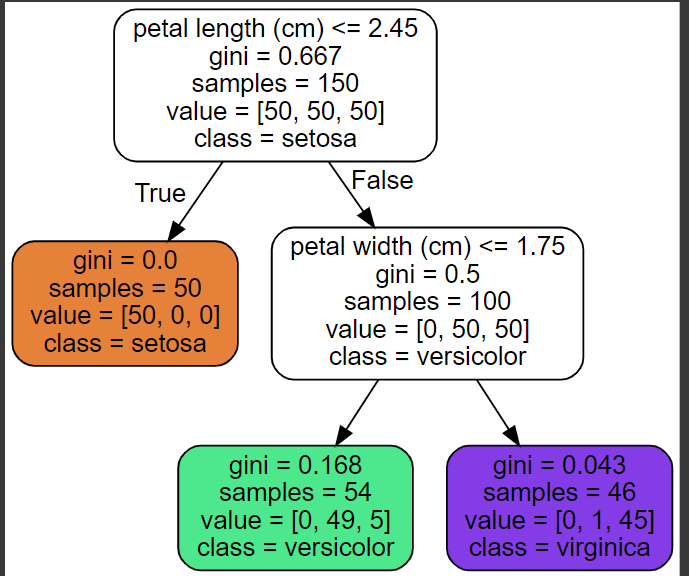 petal length (cm) <= 2.45
gini = 0.667
samples = 150
value = [50, 50, 50]
class = setosa
True
False
gini = 0.0
samples = 50
value = [50, 0, 0]
class = setosa
petal width (cm) <= 1.75
gini = 0.5
samples = 100
value = [0, 50, 50]
class = versicolor
gini = 0.168
samples = 54
value = [0, 49, 5]
class = versicolor
gini = 0.043
samples = 46
value = [0, 1, 45]
class = virginica